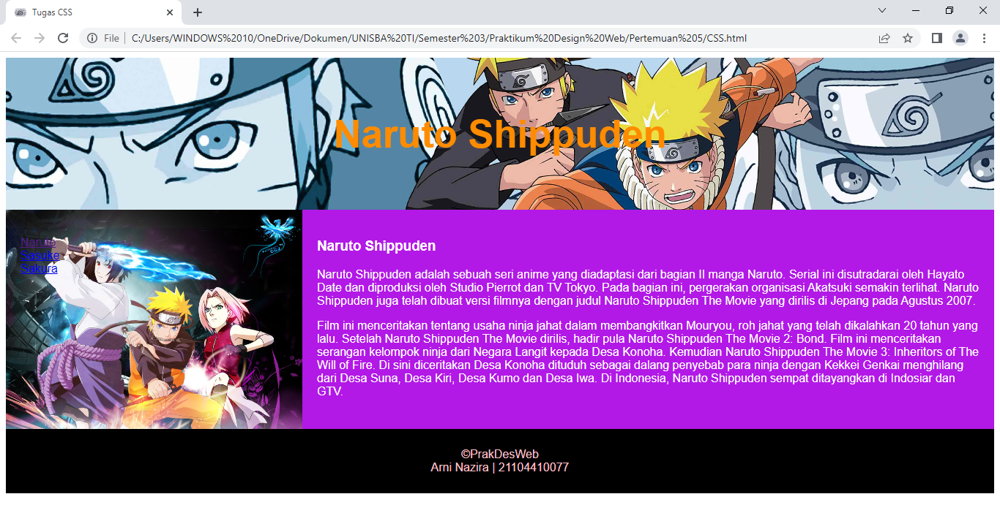 Tugas CSS
File | C:/Users/WINDOWS%2010/OneDrive/Dokumen/UNISBA%20TI/Semester%203/Praktikum%20Design%20Web/Pertemuan%205/CSS.html
Naruto Shippuden
Naruto
Sasuke
Sakura
Naruto Shippuden
Naruto Shippuden adalah sebuah seri anime yang diadaptasi dari bagian II manga Naruto. Serial ini disutradarai oleh Hayato
Date dan diproduksi oleh Studio Pierrot dan TV Tokyo. Pada bagian ini, pergerakan organisasi Akatsuki semakin terlihat. Naruto
Shippuden juga telah dibuat versi filmnya dengan judul Naruto Shippuden The Movie yang dirilis di Jepang pada Agustus 2007.
Film ini menceritakan tentang usaha ninja jahat dalam membangkitkan Mouryou, roh jahat yang telah dikalahkan 20 tahun yang
lalu. Setelah Naruto Shippuden The Movie dirilis, hadir pula Naruto Shippuden The Movie 2: Bond. Film ini menceritakan
serangan kelompok ninja dari Negara Langit kepada Desa Konoha. Kemudian Naruto Shippuden The Movie 3: Inheritors of The
Will of Fire. Di sini diceritakan Desa Konoha dituduh sebagai dalang penyebab para ninja dengan Kekkei Genkai menghilang
dari Desa Suna, Desa Kiri, Desa Kumo dan Desa Iwa. Di Indonesia, Naruto Shippuden sempat ditayangkan di Indosiar dan
GTV.
©PrakDesWeb
Arni Nazira | 21104410077